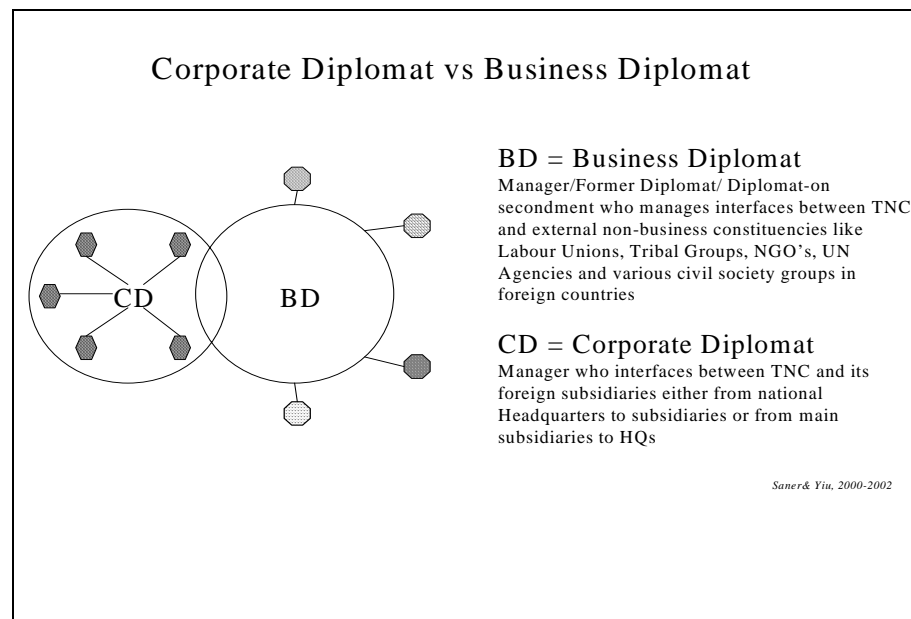 Corporate Diplomat vs Business Diplomat
CD
BD
BD = Business Diplomat
Manager/Former Diplomat/ Diplomat-on
secondment who manages interfaces between TNC
and external non-business constituencies like
Labour Unions, Tribal Groups, NGO's, UN
Agencies and various civil society groups in
foreign countries
CD = Corporate Diplomat
Manager who interfaces between TNC and its
foreign subsidiaries either from national
Headquarters to subsidiaries or from main
subsidiaries to HQs
Saner& Yiu, 2000-2002